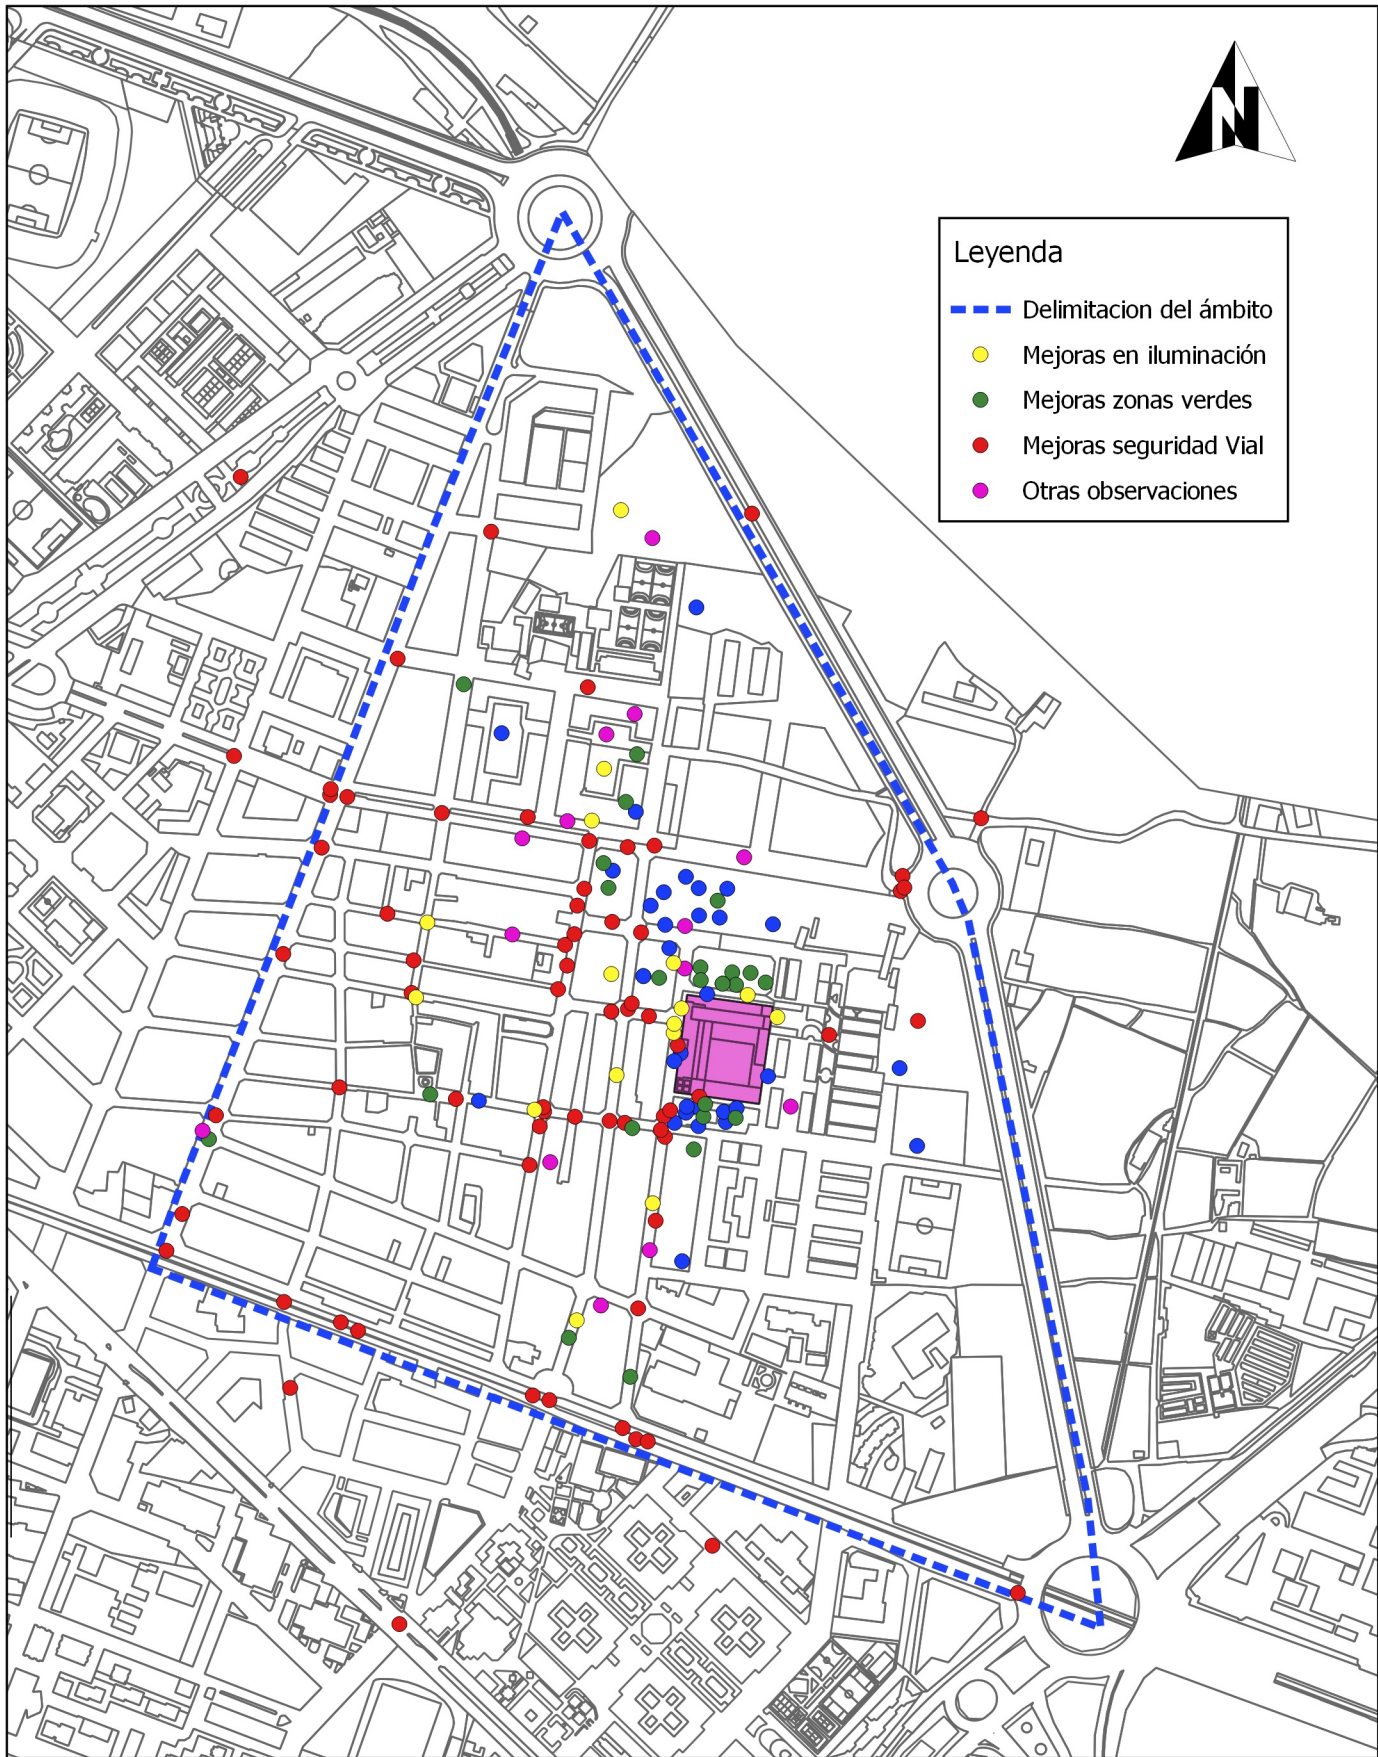 N
Leyenda
Delimitacion del ámbito
Mejoras en iluminación
Mejoras zonas verdes
Mejoras seguridad Vial
Otras observaciones